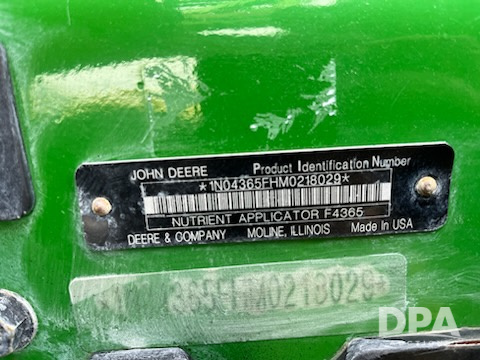 JOHN DEERE Product Identification Number
*1N04365FHM0218029*
NUTRIENT APPLICATOR F4365
DEERE & COMPANY MOLINE, ILLINOIS Made in USA
DPA